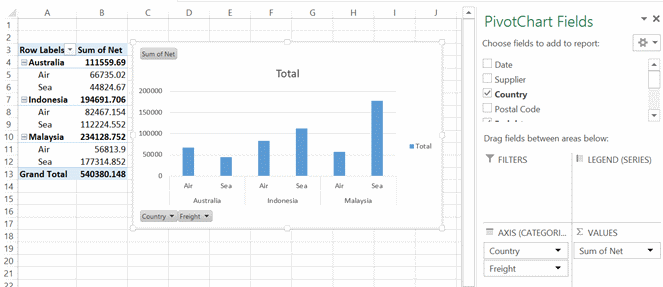 PivotChart Fields
Choose fields to add to report:
Date
Supplier
Country
Postal Code
Drag fields between areas below:
FILTERS
LEGEND (SERIES)
AXIS (CATEGORI...
VALUES
Country
Sum of Net
Freight
A B C D E F G H I J
1
2
3 Row Labels Sum of Net
4 Australia 111559.69
5 Air 66735.02
6 Sea 44824.67
7 Indonesia 194691.706
8 Air 82467.154
9 Sea 112224.552
10 Malaysia 234128.752
11 Air 56813.9
12 Sea 177314.852
13 Grand Total 540380.148
14
15
16
17
18
19
20
21
22
Sum of Net
Total
200000
150000
100000
50000
0
Total
Air Sea Air Sea Air Sea
Australia Indonesia Malaysia
Country Freight